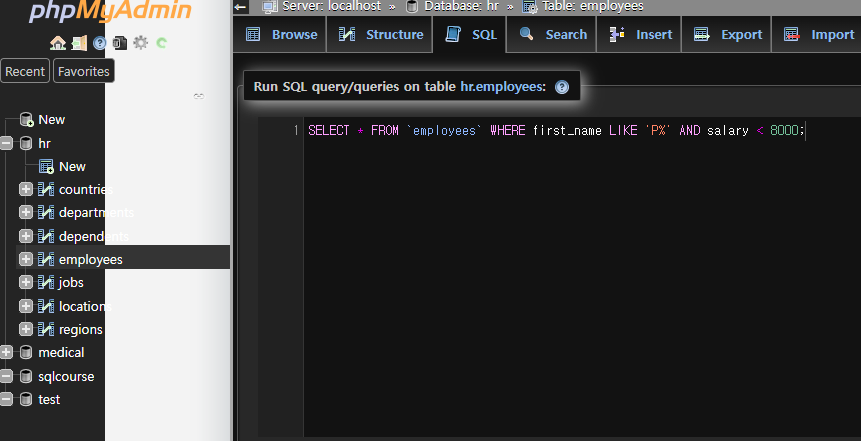 phpMyAdmin
Server: localhost » Database: hr » Table: employees
Browse Structure SQL Search Insert Export Import
Recent Favorites
Run SQL query/queries on table hr.employees:
New
hr
New
countries
departments
dependents
employees
jobs
location
regions
medical
sqlcourse
test
1 SELECT * FROM `employees` WHERE first_name LIKE 'P%' AND salary < 8000;